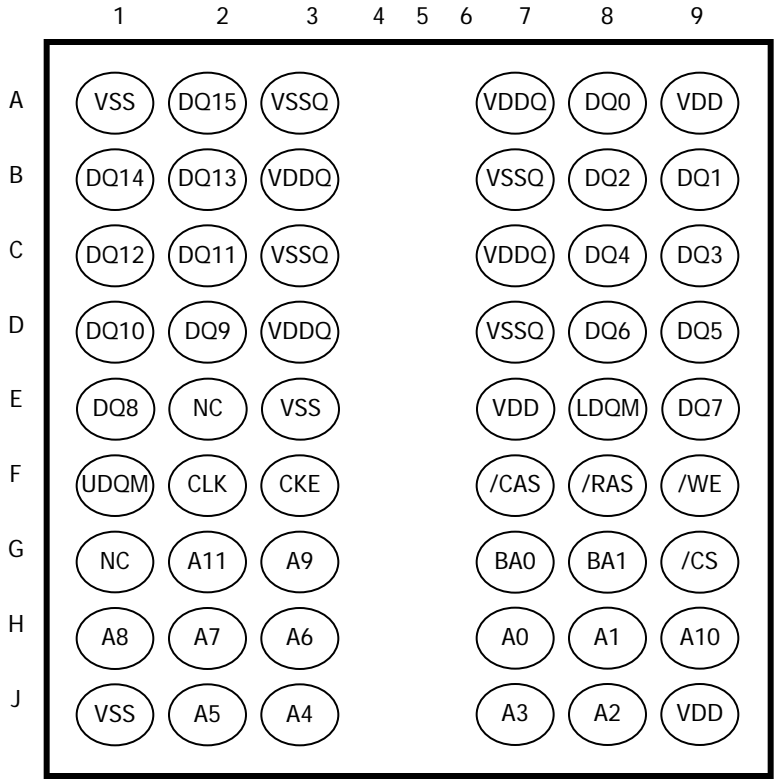 1 2 3 4 5 6 7 8 9
A VSS DQ15 VSSQ VDDQ DQ0 VDD
B DQ14 DQ13 VDDQ VSSQ DQ2 DQ1
C DQ12 DQ11 VSSQ VDDQ DQ4 DQ3
D DQ10 DQ9 VDDQ VSSQ DQ6 DQ5
E DQ8 NC VSS VDD LDQM DQ7
F UDQM CLK CKE /CAS /RAS /WE
G NC A11 A9 BA0 BA1 /CS
H A8 A7 A6 A0 A1 A10
J VSS A5 A4 A3 A2 VDD